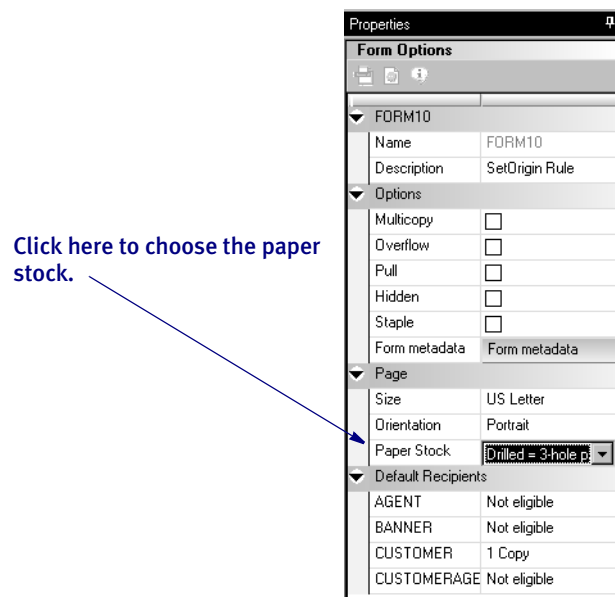 Properties
Form Options
FORM10
Name FORM10
Description SetOrigin Rule
Options
Multicopy
Overflow
Pull
Hidden
Staple
Form metadata Form metadata
Page
Size US Letter
Orientation Portrait
Paper Stock Drilled = 3-hole p
Default Recipients
AGENT Not eligible
BANNER Not eligible
CUSTOMER 1 Copy
CUSTOMERAGE Not eligible
Click here to choose the paper
stock.